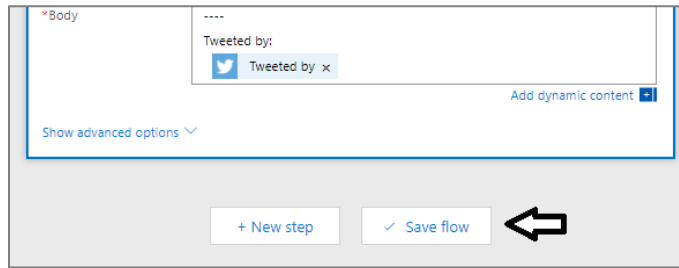 *Body
----
Tweeted by:
Tweeted by x
Add dynamic content +
Show advanced options
+ New step
Save flow